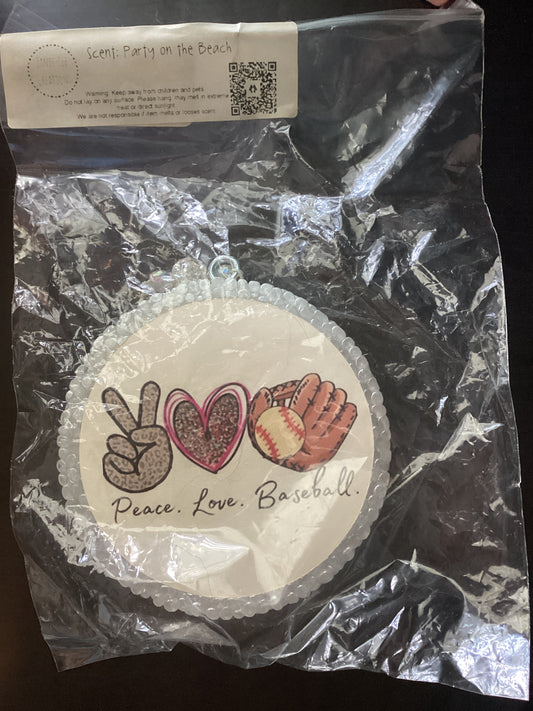 Scent: Party on the Beach
Warning: Keep away from children and pets.
Do not lay on any surface. Please hang, may melt in extreme
heat or direct sunlight.
We are not responsible if item melts or looses scent.
Peace. Love. Baseball.